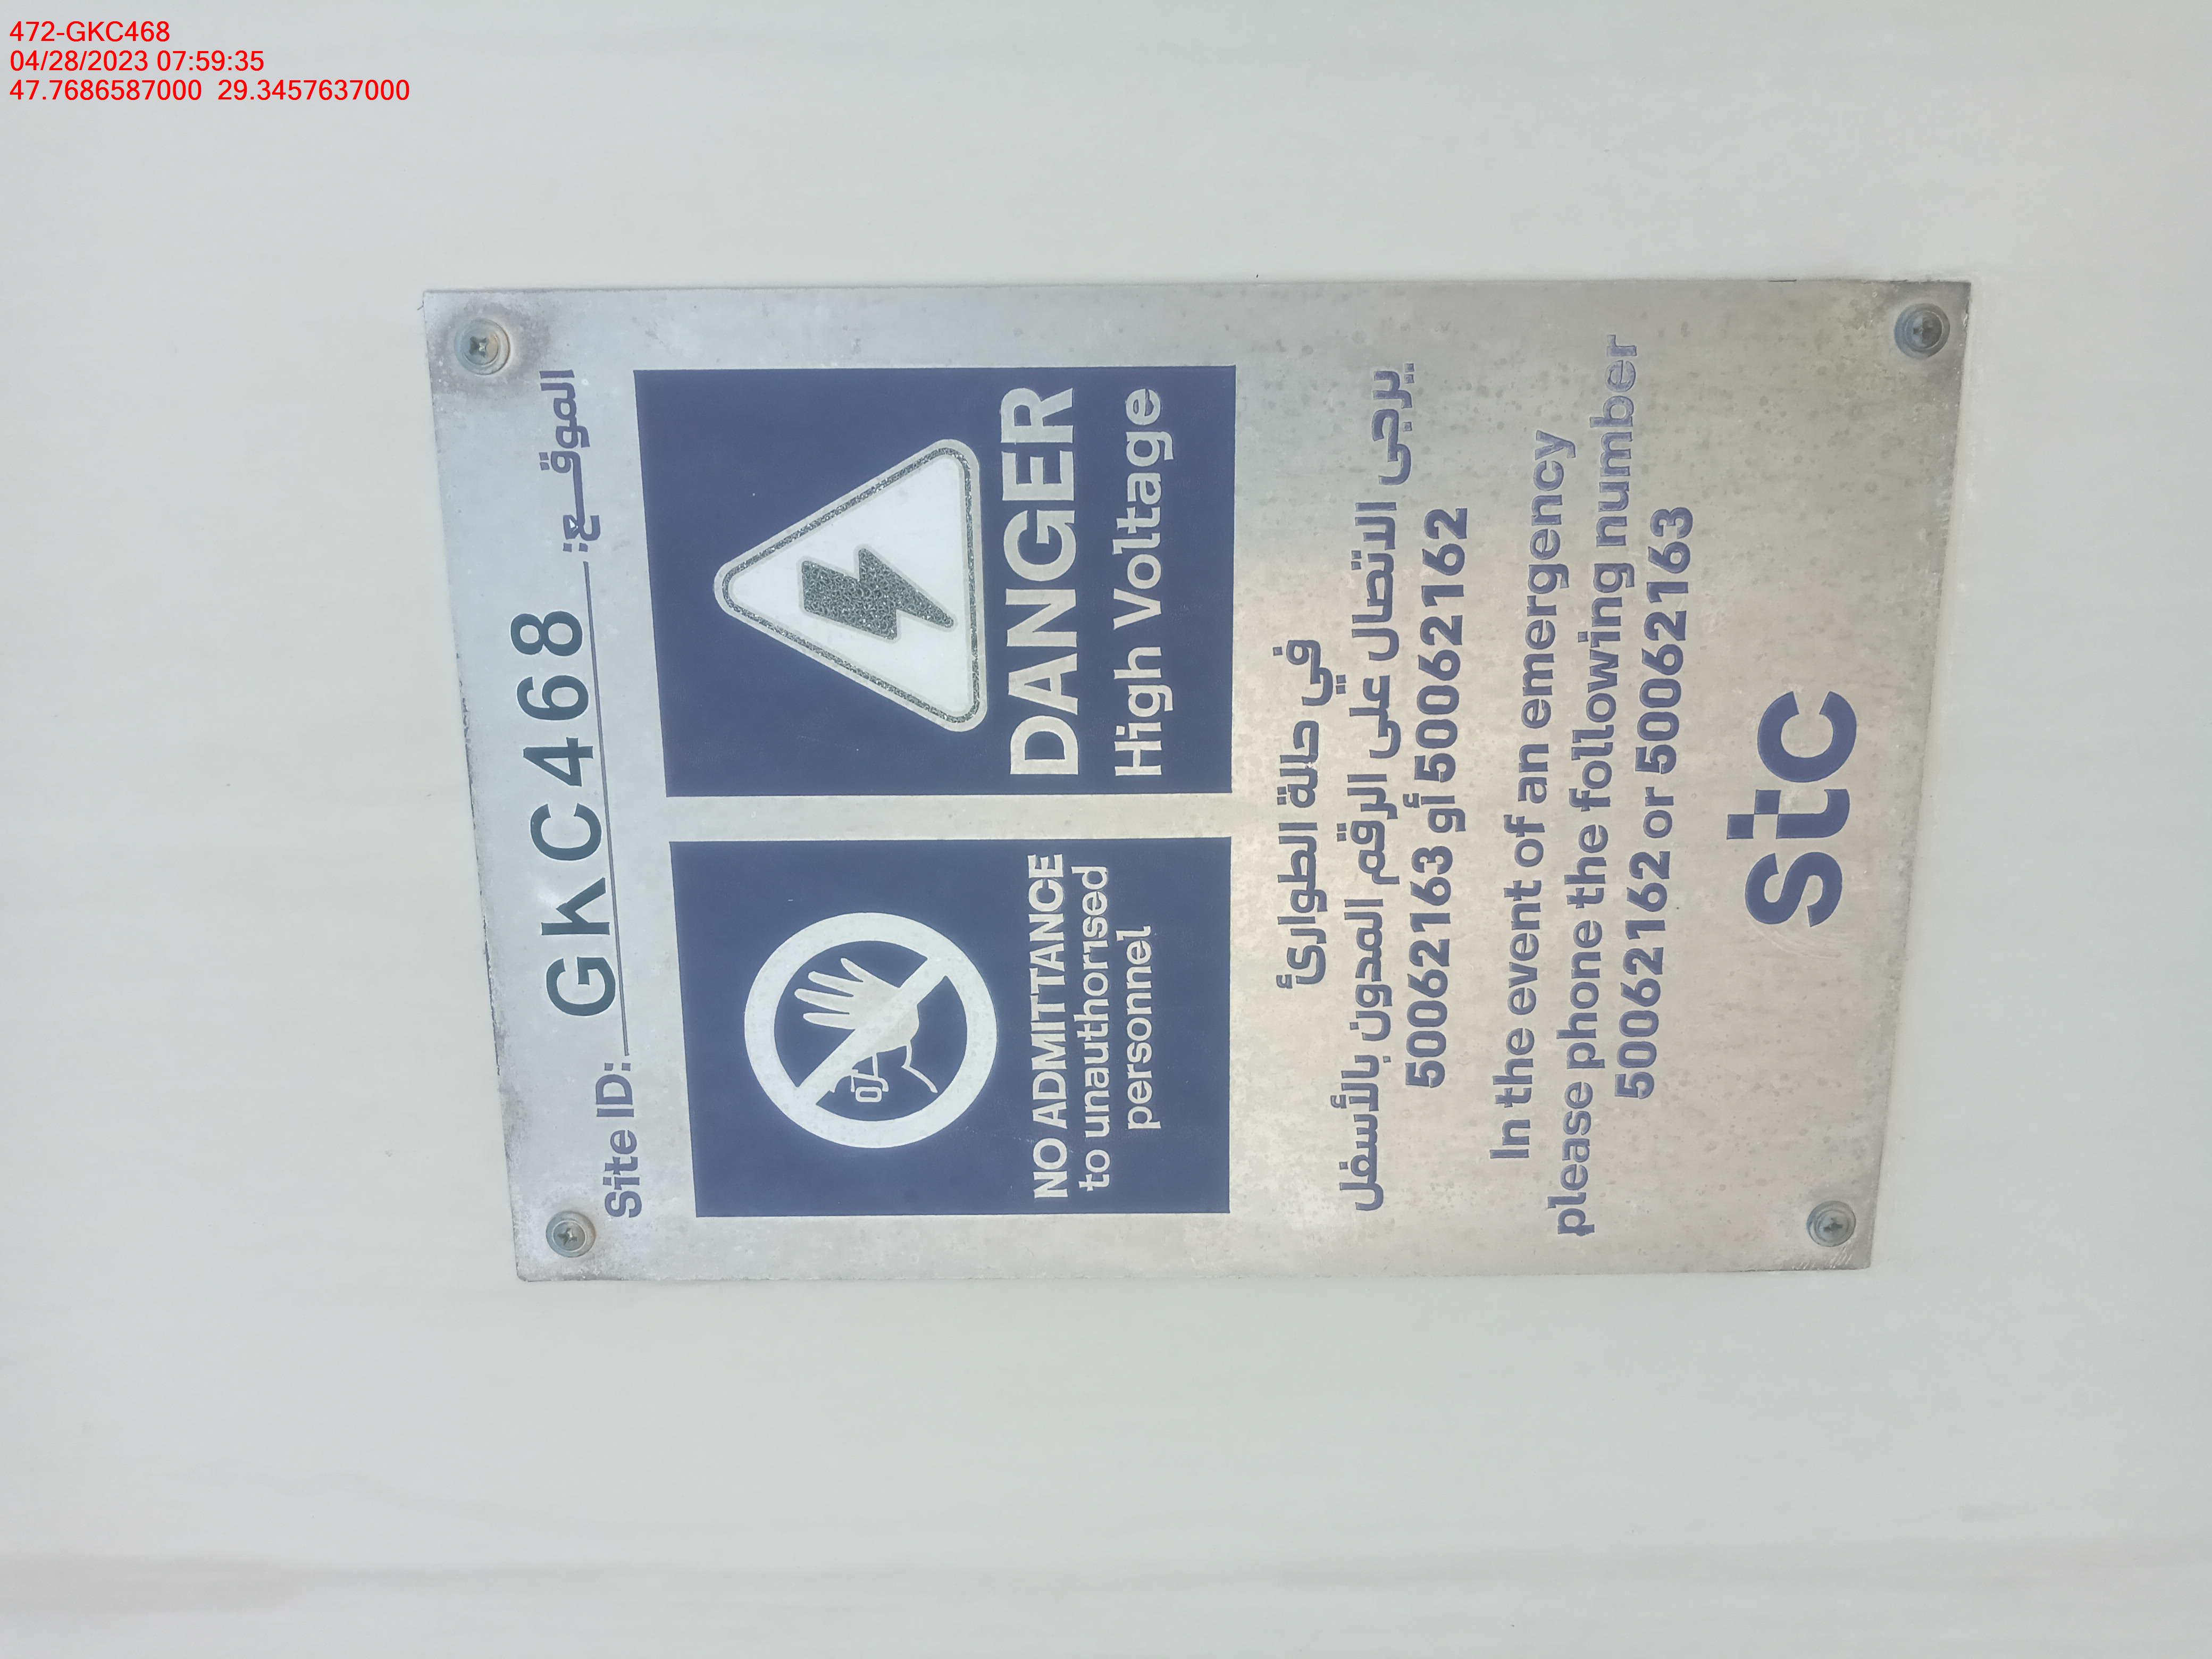 472-GKC468
04/28/2023 07:59:35
47.7686587000 29.3457637000
Site ID: GKC468 الموقــع:
NO ADMITTANCE
to unauthorised
personnel
DANGER
High Voltage
في حالة الطوارئ
يرجى الاتصال على الرقم المدون بالأسفل
50062163 أو 50062162
In the event of an emergency
please phone the following number
50062162 or 50062163
stc